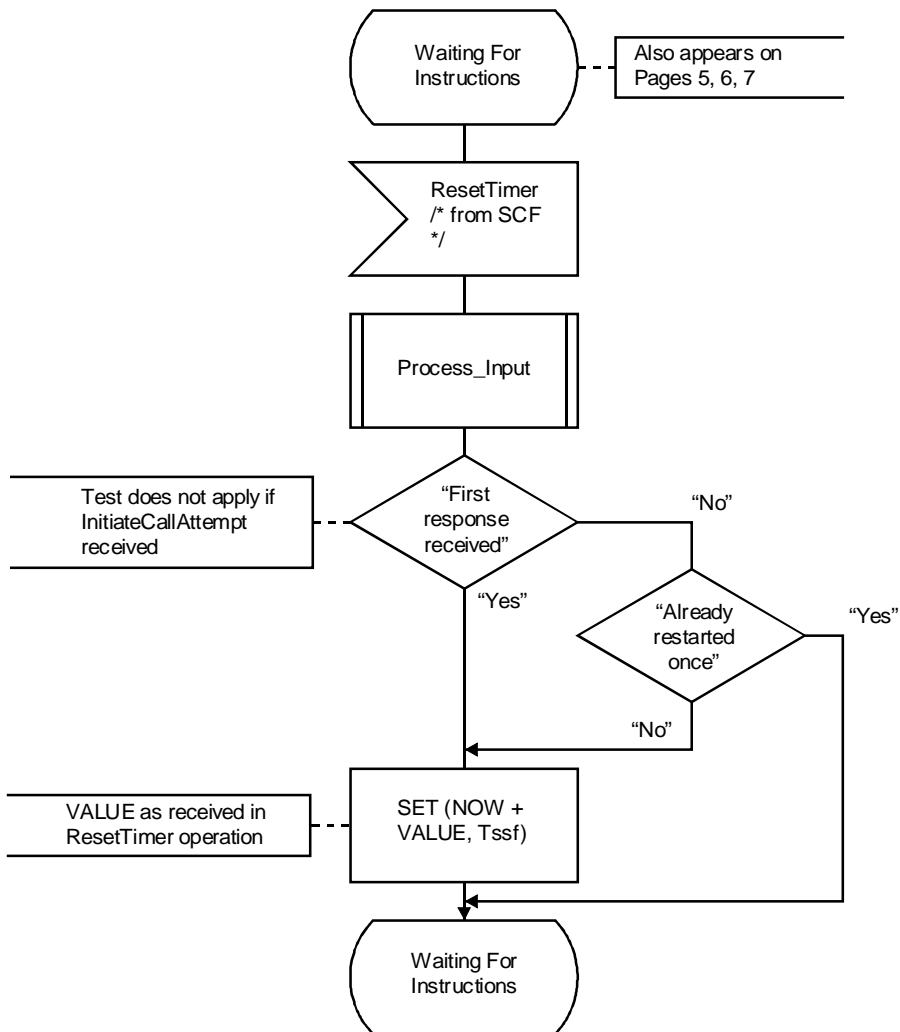 Waiting For
Instructions
Also appears on
Pages 5, 6, 7
ResetTimer
/* from SCF
*/
Process_Input
Test does not apply if
InitiateCallAttempt
received
“First
response
received”
“No”
“Yes”
“Already
restarted
once”
“Yes”
“No”
VALUE as received in
ResetTimer operation
SET (NOW +
VALUE, Tssf)
Waiting For
Instructions